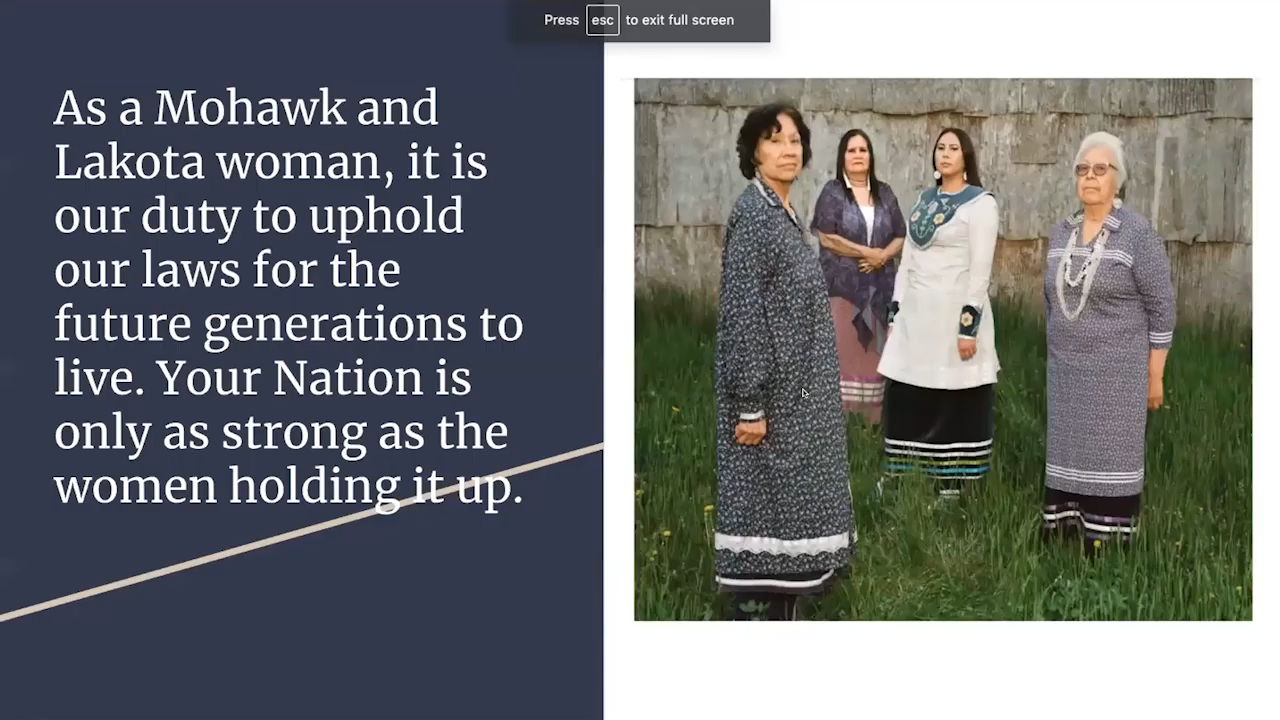 Press esc to exit full screen
As a Mohawk and
Lakota woman, it is
our duty to uphold
our laws for the
future generations to
live. Your Nation is
only as strong as the
women holding it up.